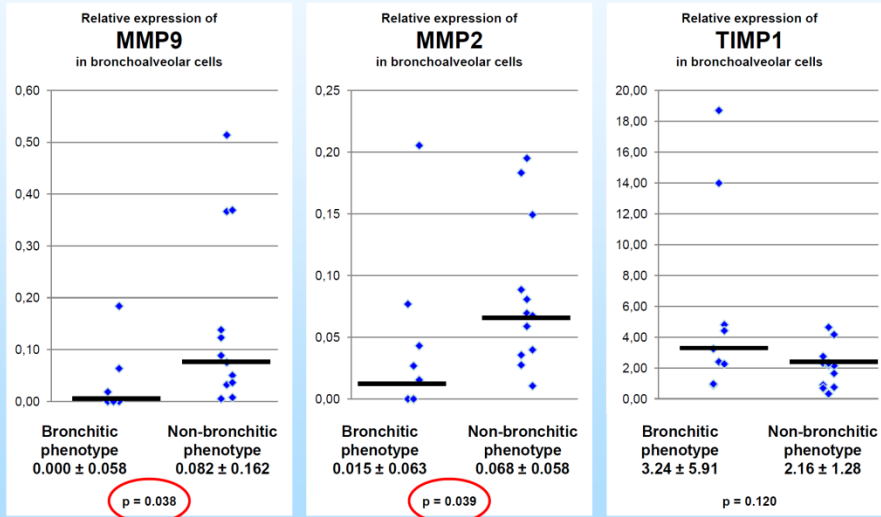 Relative expression of
MMP9
in bronchoalveolar cells
0,60
0,50
0,40
0,30
0,20
0,10
0,00
Bronchitic
phenotype
0.000 ± 0.058
Non-bronchitic
phenotype
0.082 ± 0.162
p = 0.038
Relative expression of
MMP2
in bronchoalveolar cells
0,25
0,20
0,15
0,10
0,05
0,00
Bronchitic
phenotype
0.015 ± 0.063
Non-bronchitic
phenotype
0.068 ± 0.058
p = 0.039
Relative expression of
TIMP1
in bronchoalveolar cells
20,00
18,00
16,00
14,00
12,00
10,00
8,00
6,00
4,00
2,00
0,00
Bronchitic
phenotype
3.24 ± 5.91
Non-bronchitic
phenotype
2.16 ± 1.28
p = 0.120